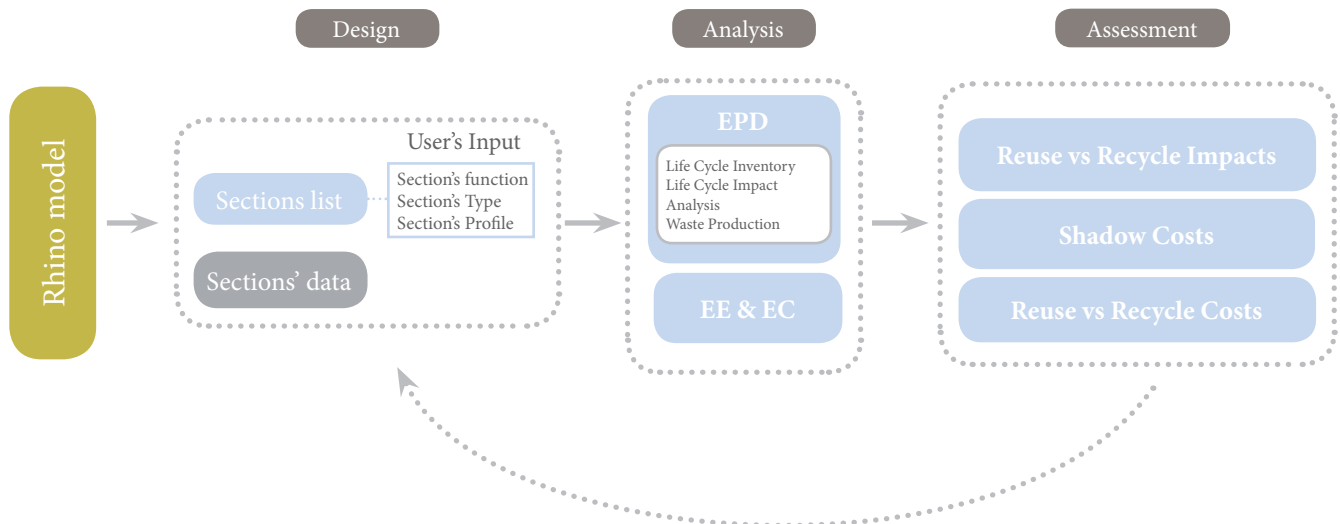 Design
Analysis
Assessment
Rhino model
User's Input
Sections list
Section's function
Section's Type
Section's Profile
Sections' data
EPD
Life Cycle Inventory
Life Cycle Impact
Analysis
Waste Production
EE & EC
Reuse vs Recycle Impacts
Shadow Costs
Reuse vs Recycle Costs